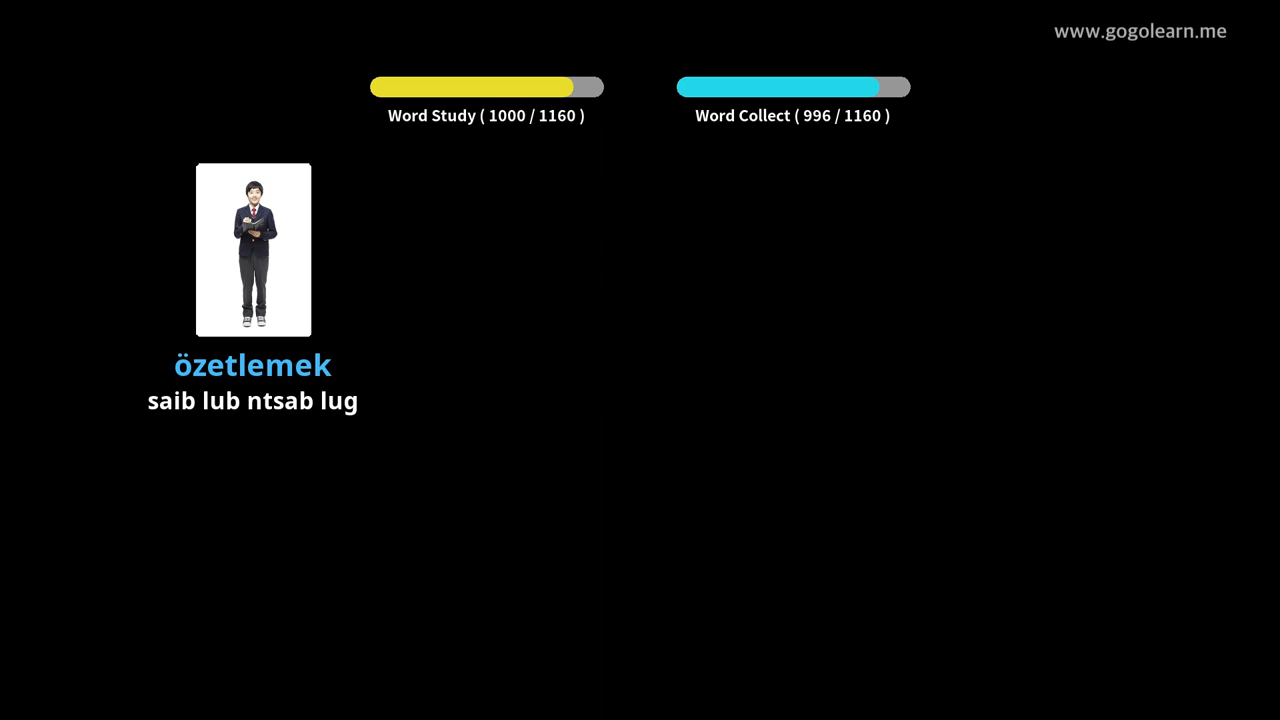 www.gogolearn.me
Word Study ( 1000 / 1160 )
Word Collect ( 996 / 1160 )
özetlemek
saib lub ntsab lug